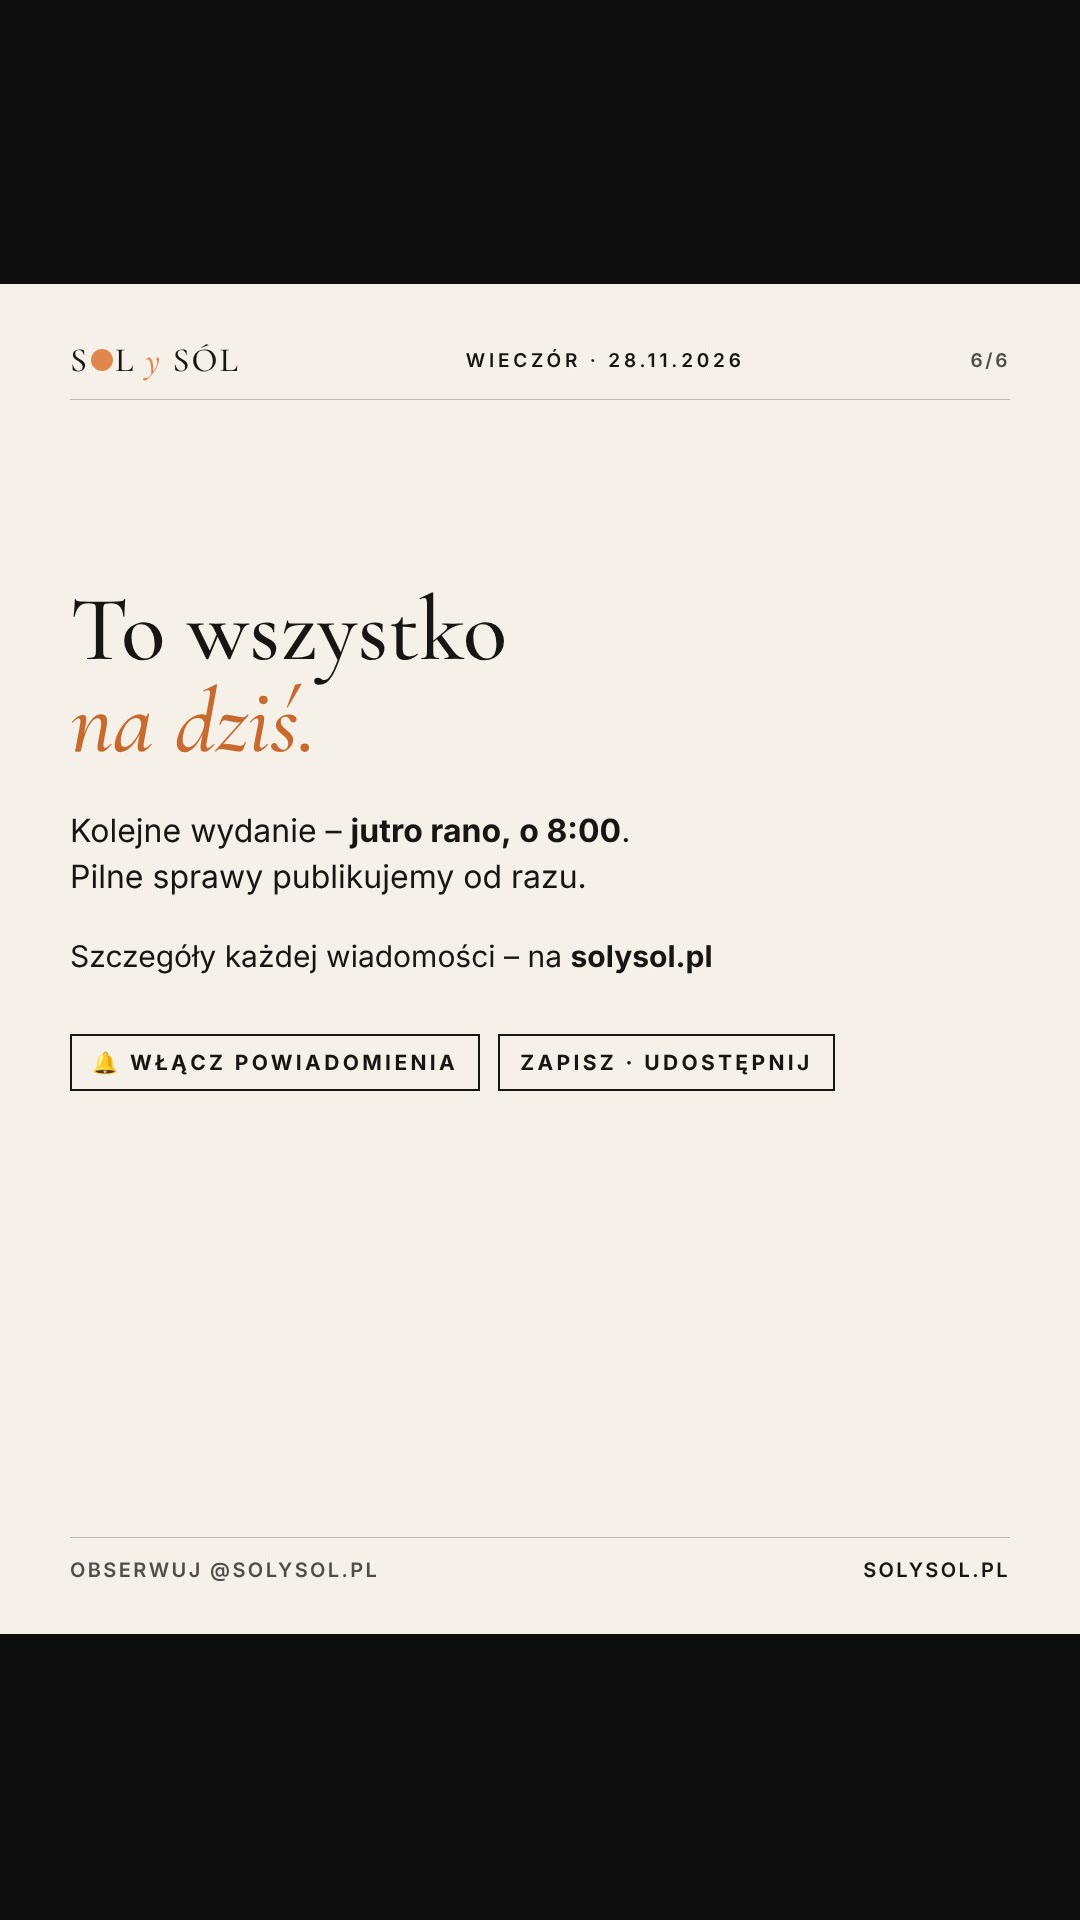 SOL y SÓL
WIECZÓR · 28.11.2026
6/6
To wszystko
na dziś.
Kolejne wydanie – jutro rano, o 8:00.
Pilne sprawy publikujemy od razu.
Szczegóły każdej wiadomości – na solysol.pl
🔔 WŁĄCZ POWIADOMIENIA
ZAPISZ · UDOSTĘPNIJ
OBSERWUJ @SOLYSOL.PL
SOLYSOL.PL